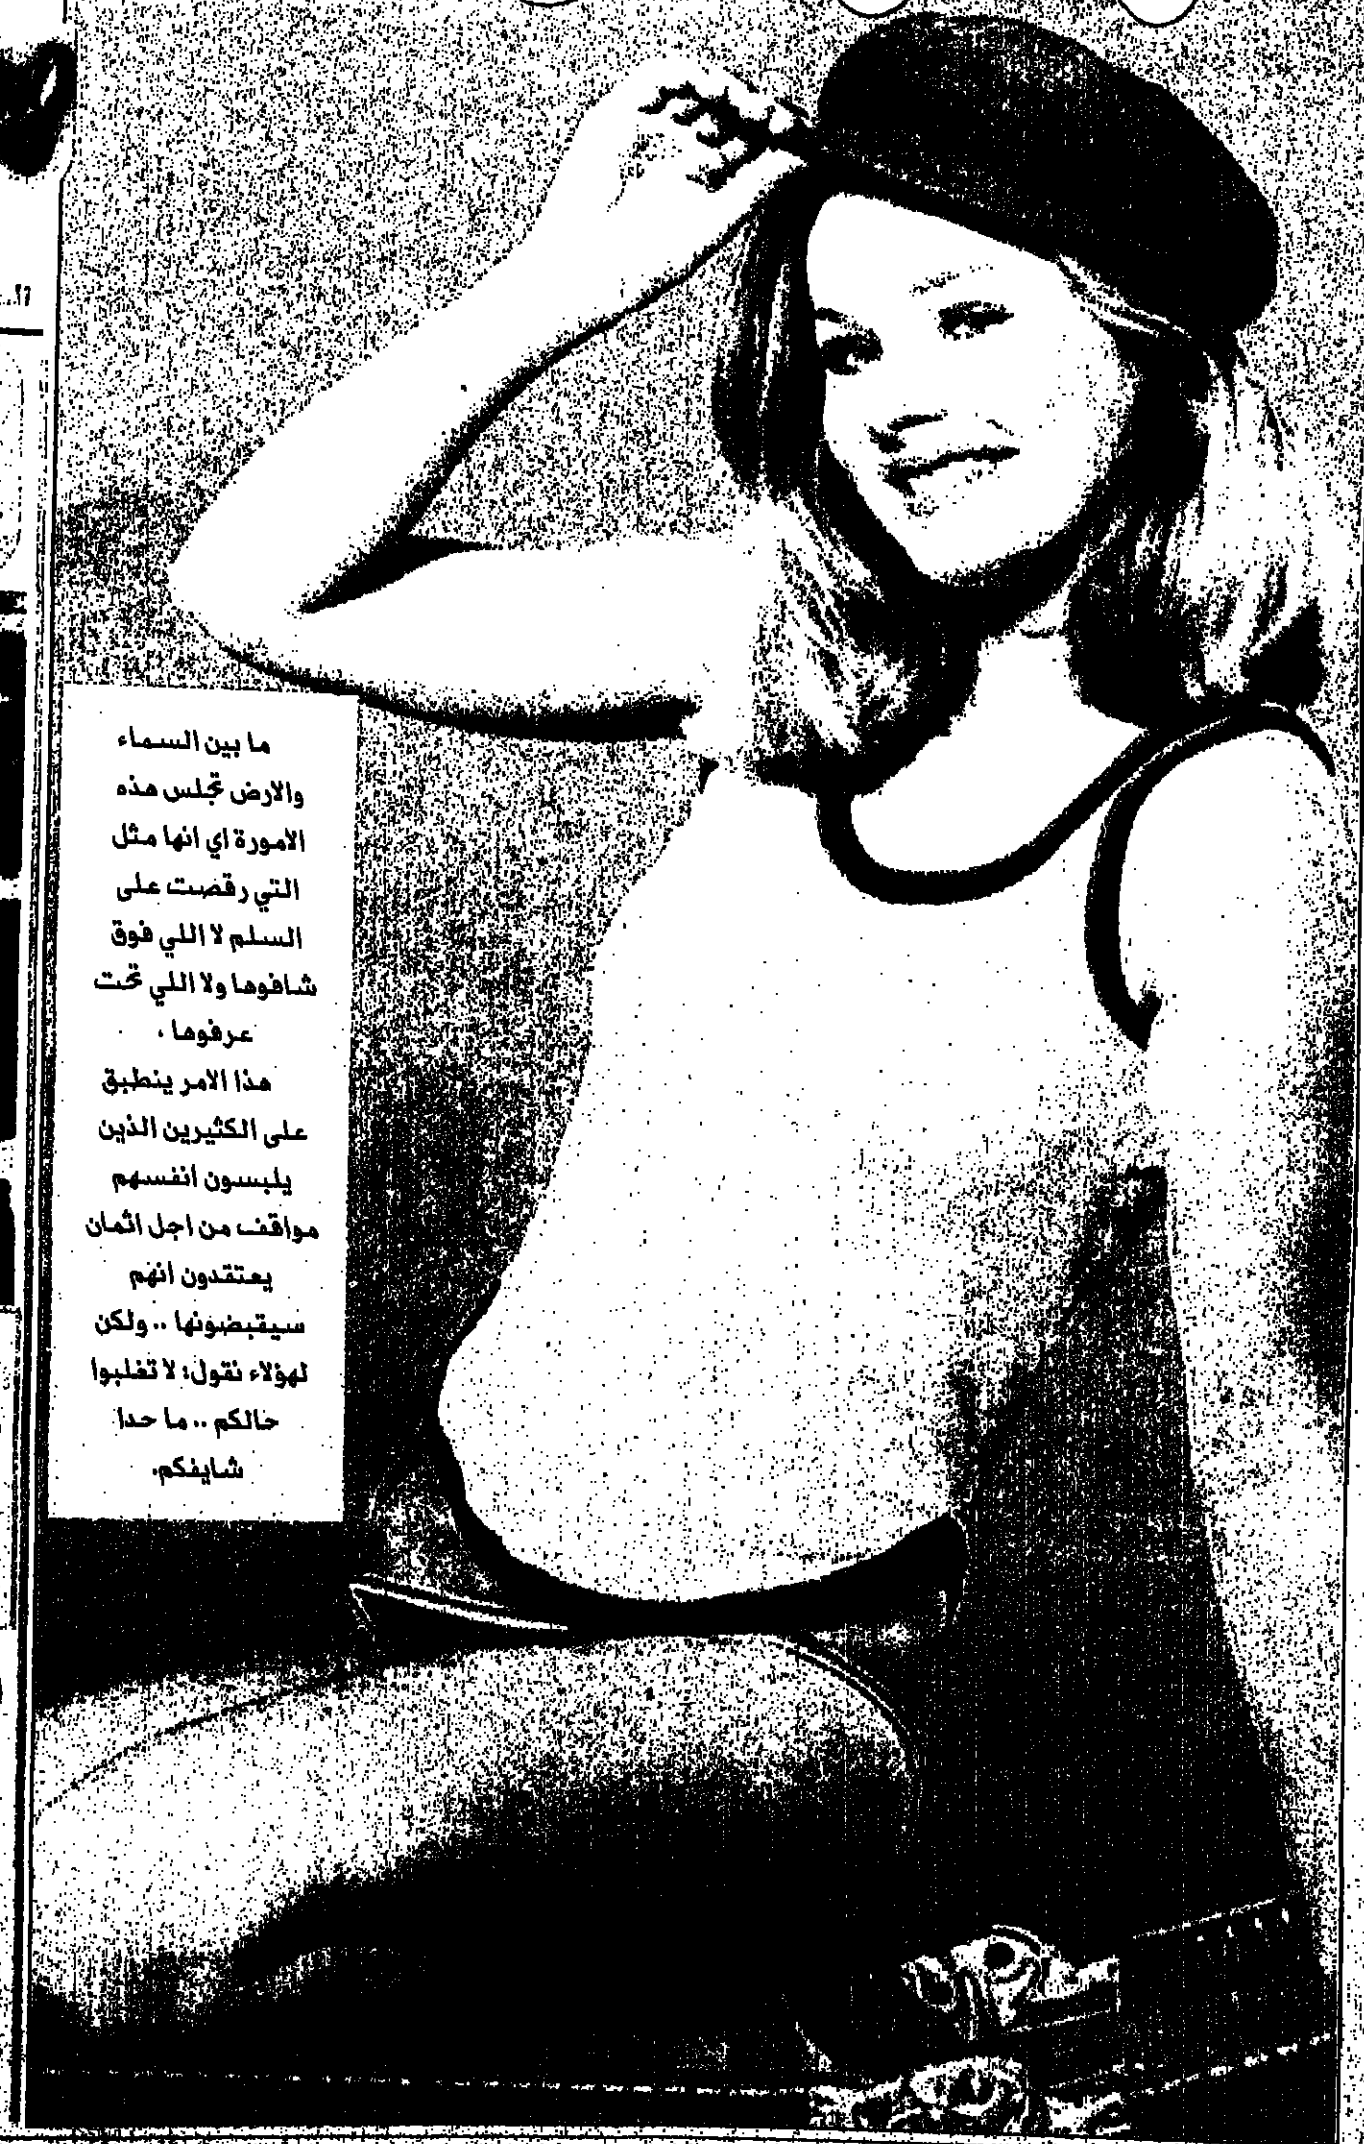 ما بين السماء
والارض تجلس هذه
الامورة اي انها مثل
التي رقصت على
السلم لا اللي فوق
شافوها ولا اللي تحت
عرفوها .
هذا الامر ينطبق
على الكثيرين الذين
يلبسون انفسهم
مواقف من اجل اثمان
يعتقدون انهم
سيقبضونها .. ولكن
لهؤلاء نقول: لا تغلبوا
حالكم .. ما حدا
شايفكم.